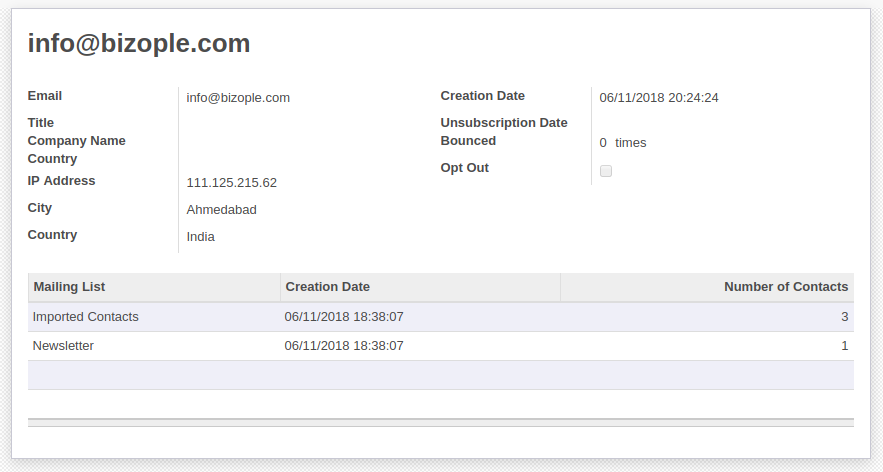 info@bizople.com
Email info@bizople.com
Title
Company Name
Country
IP Address 111.125.215.62
City Ahmedabad
Country India
Creation Date 06/11/2018 20:24:24
Unsubscription Date
Bounced 0 times
Opt Out
Mailing List Creation Date Number of Contacts
Imported Contacts 06/11/2018 18:38:07 3
Newsletter 06/11/2018 18:38:07 1